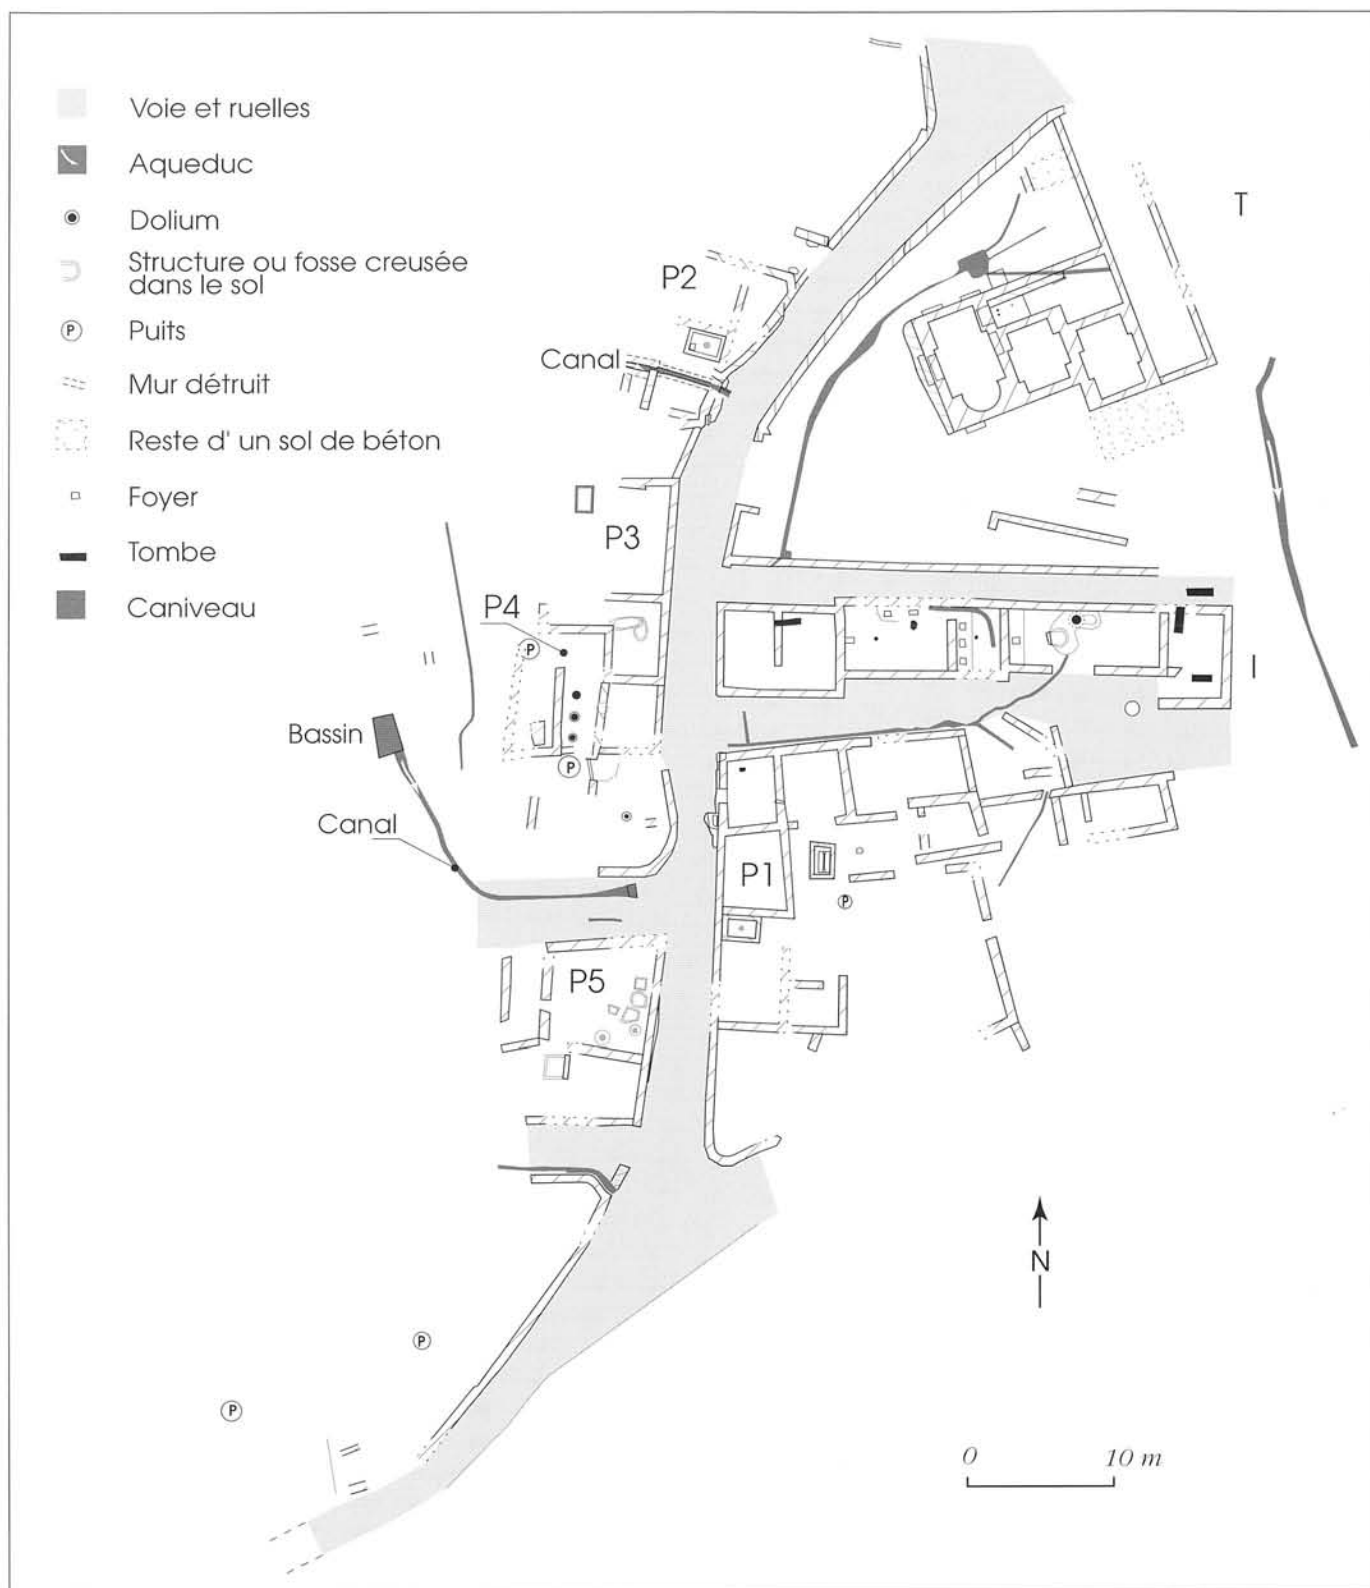 Voie et ruelles
Aqueduc
Dolium
Structure ou fosse creusée
dans le sol
P Puits
Mur détruit
Reste d' un sol de béton
Foyer
Tombe
Caniveau
T
P2
Canal
P3
P4
P
I
Bassin
P
Canal
P1
P
P5
N
P
P
0 10 m